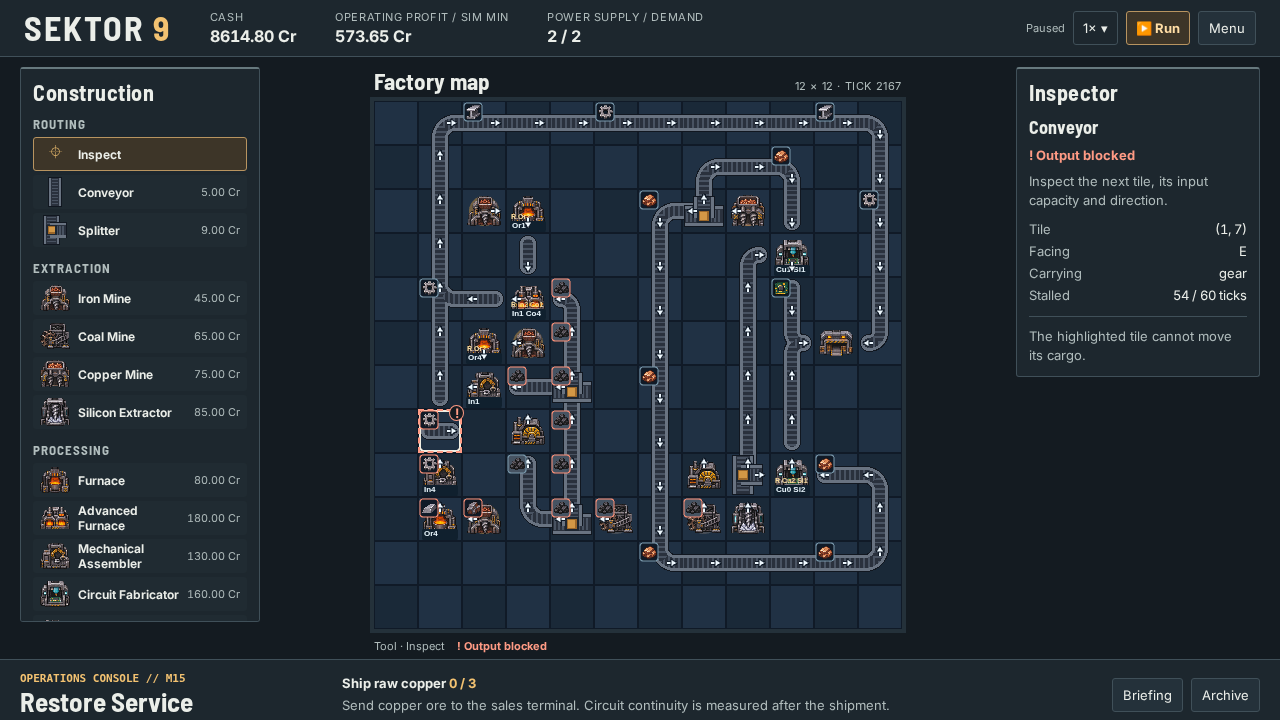 SEKTOR 9
CASH
8614.80 Cr
OPERATING PROFIT / SIM MIN
573.65 Cr
POWER SUPPLY / DEMAND
2 / 2
Paused
1× ▾
▶ Run
Menu
Construction
ROUTING
Inspect
Conveyor 5.00 Cr
Splitter 9.00 Cr
EXTRACTION
Iron Mine 45.00 Cr
Coal Mine 65.00 Cr
Copper Mine 75.00 Cr
Silicon Extractor 85.00 Cr
PROCESSING
Furnace 80.00 Cr
Advanced
Furnace 180.00 Cr
Mechanical
Assembler 130.00 Cr
Circuit Fabricator 160.00 Cr
Factory map
12 × 12 · TICK 2167
Or1
In1 Co4
Or4
In1
In4
Or4
Cu0 Si2
Tool · Inspect
! Output blocked
Inspector
Conveyor
! Output blocked
Inspect the next tile, its input
capacity and direction.
Tile (1, 7)
Facing E
Carrying gear
Stalled 54 / 60 ticks
The highlighted tile cannot move
its cargo.
OPERATIONS CONSOLE // M15
Restore Service
Ship raw copper 0 / 3
Send copper ore to the sales terminal. Circuit continuity is measured after the shipment.
Briefing
Archive